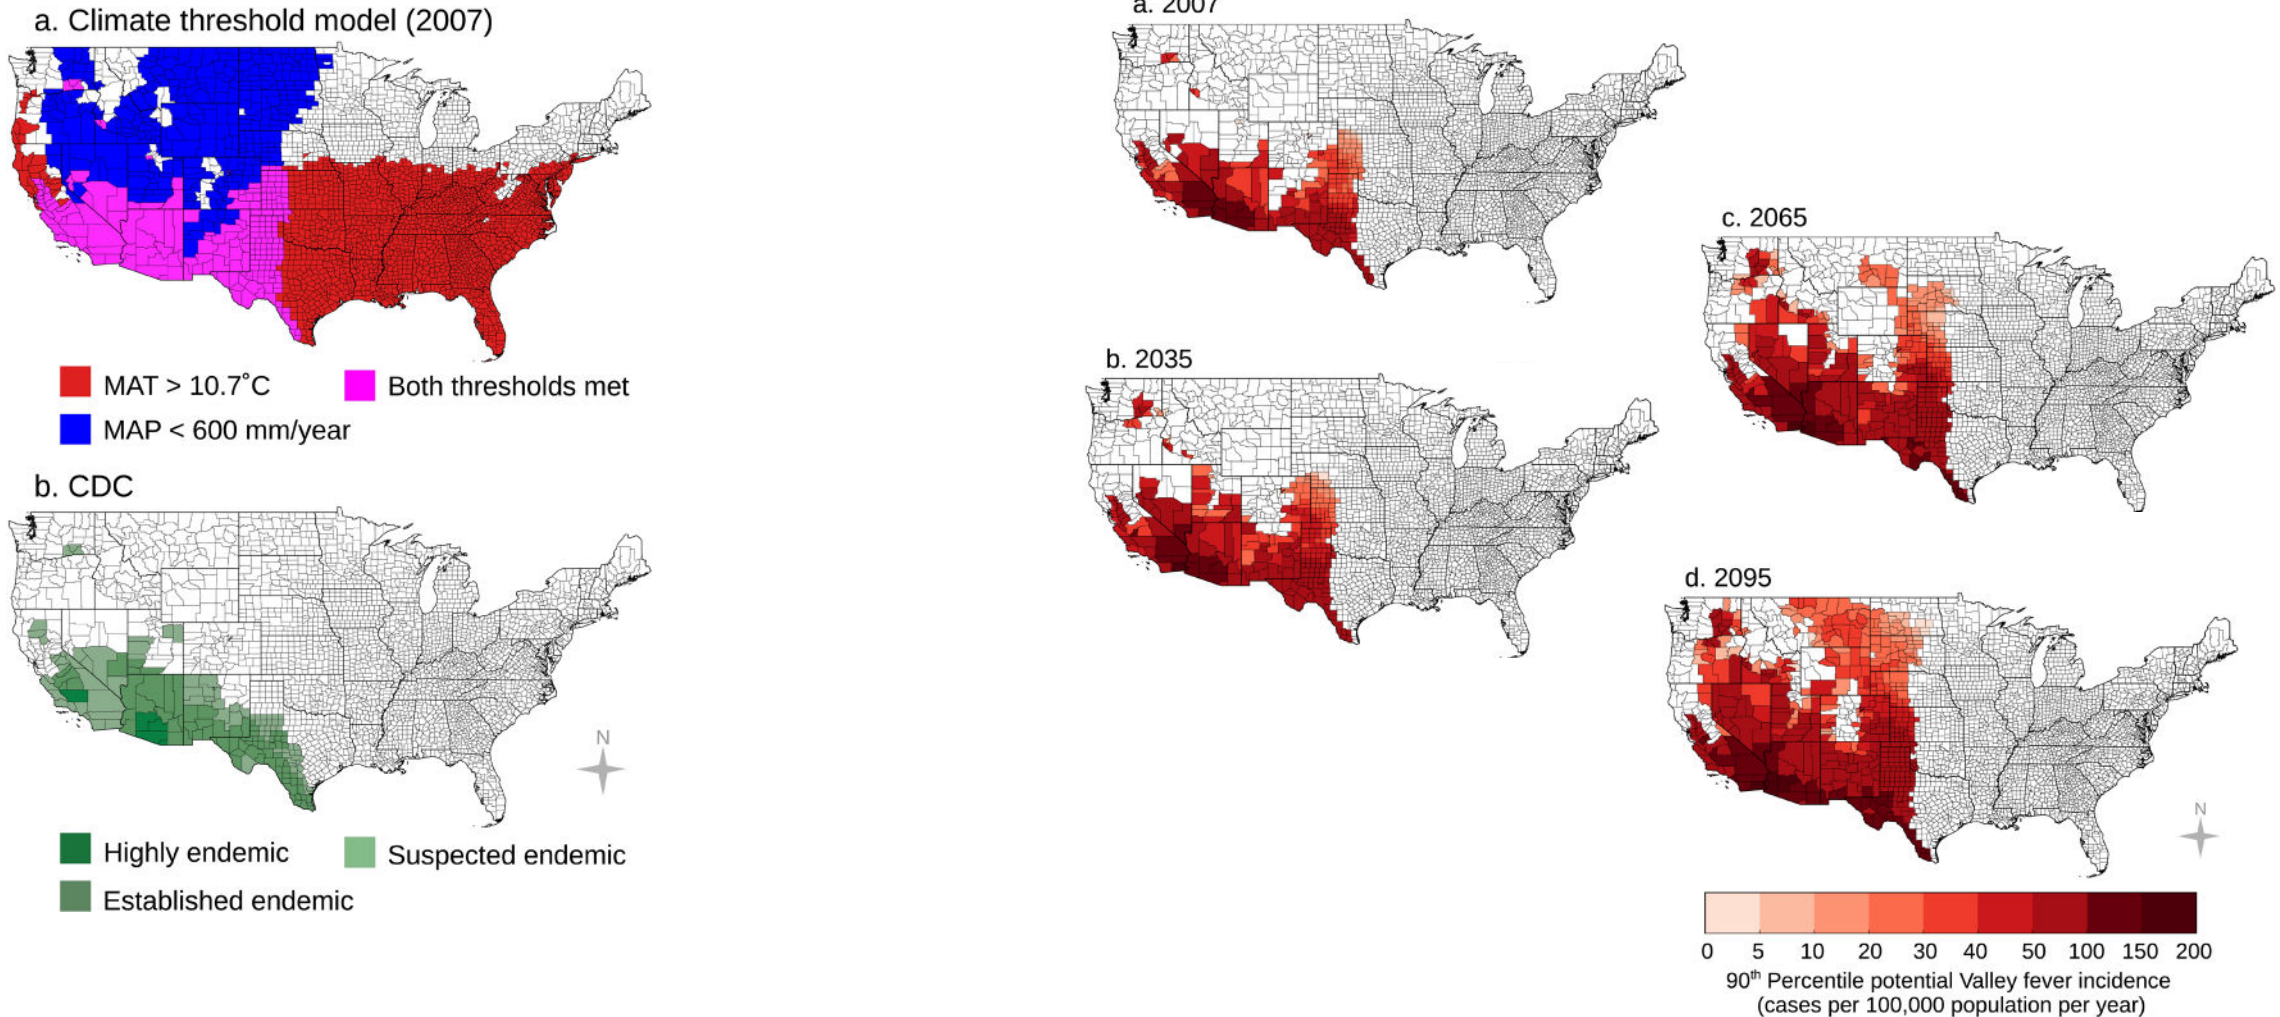 a. Climate threshold model (2007)
MAT > 10.7˚C
Both thresholds met
MAP < 600 mm/year
b. CDC
N
Highly endemic
Suspected endemic
Established endemic
a. 2007
b. 2035
c. 2065
d. 2095
N
0 5 10 20 30 40 50 100 150 200
90th Percentile potential Valley fever incidence
(cases per 100,000 population per year)